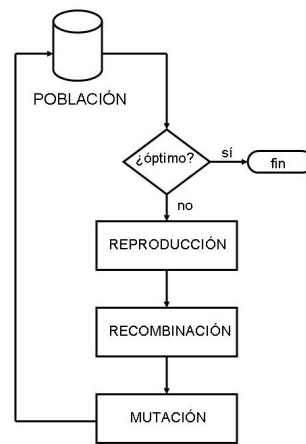 POBLACIÓN
¿óptimo?
sí
fin
no
REPRODUCCIÓN
RECOMBINACIÓN
MUTACIÓN